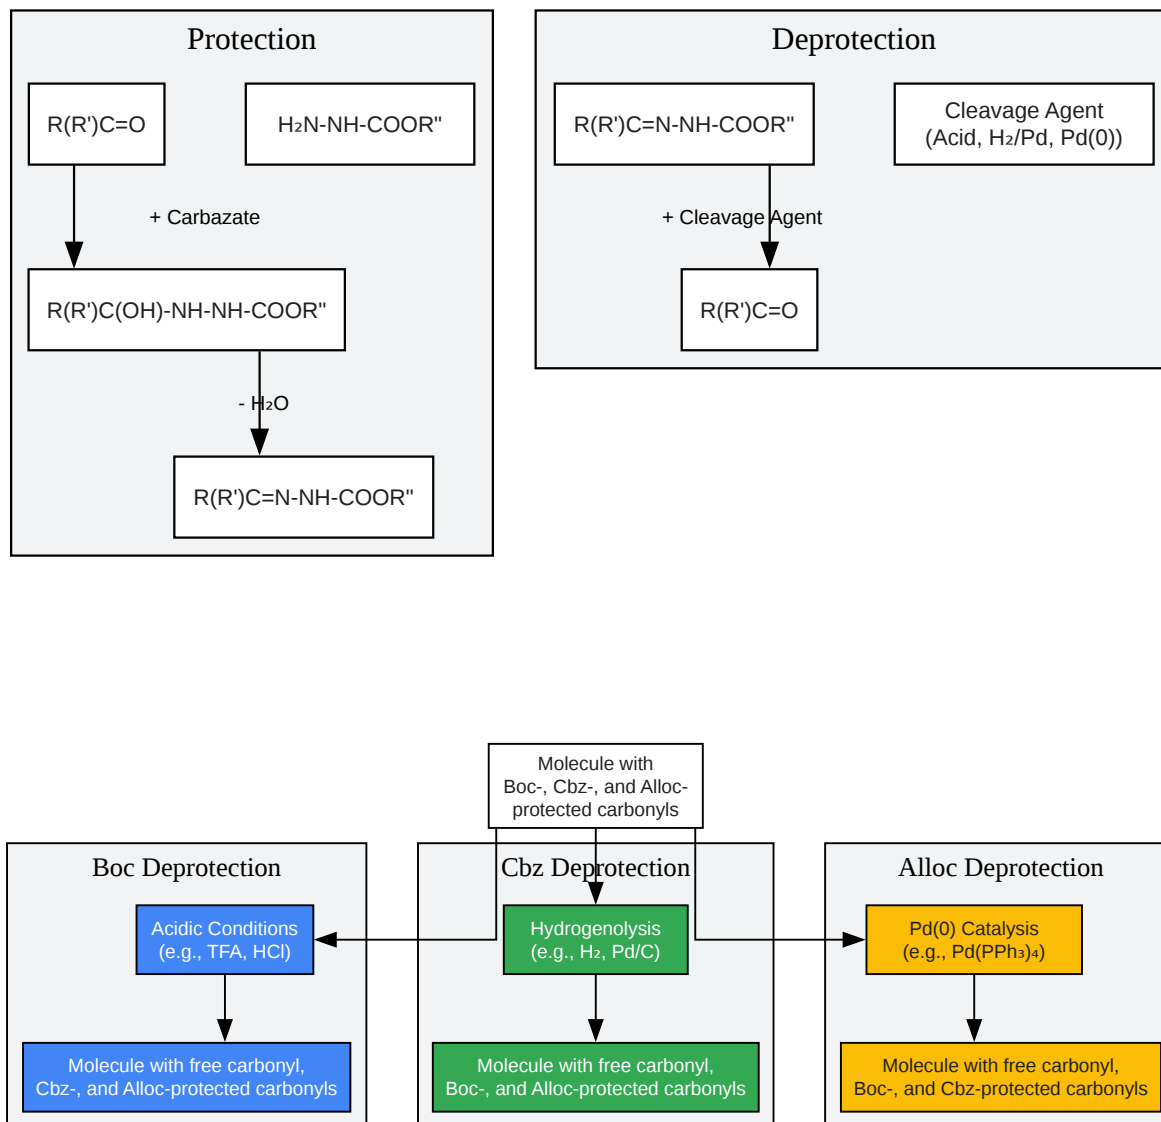 Protection
R(R')C=O
H₂N-NH-COOR"
+ Carbazate
R(R')C(OH)-NH-NH-COOR"
- H₂O
R(R')C=N-NH-COOR"
Deprotection
R(R')C=N-NH-COOR"
Cleavage Agent
(Acid, H₂/Pd, Pd(0))
+ Cleavage Agent
R(R')C=O
Molecule with
Boc-, Cbz-, and Alloc-
protected carbonyls
Boc Deprotection
Acidic Conditions
(e.g., TFA, HCl)
Molecule with free carbonyl,
Cbz-, and Alloc-protected carbonyls
Cbz Deprotection
Hydrogenolysis
(e.g., H₂, Pd/C)
Molecule with free carbonyl,
Boc-, and Alloc-protected carbonyls
Alloc Deprotection
Pd(0) Catalysis
(e.g., Pd(PPh₃)₄)
Molecule with free carbonyl,
Boc-, and Cbz-protected carbonyls